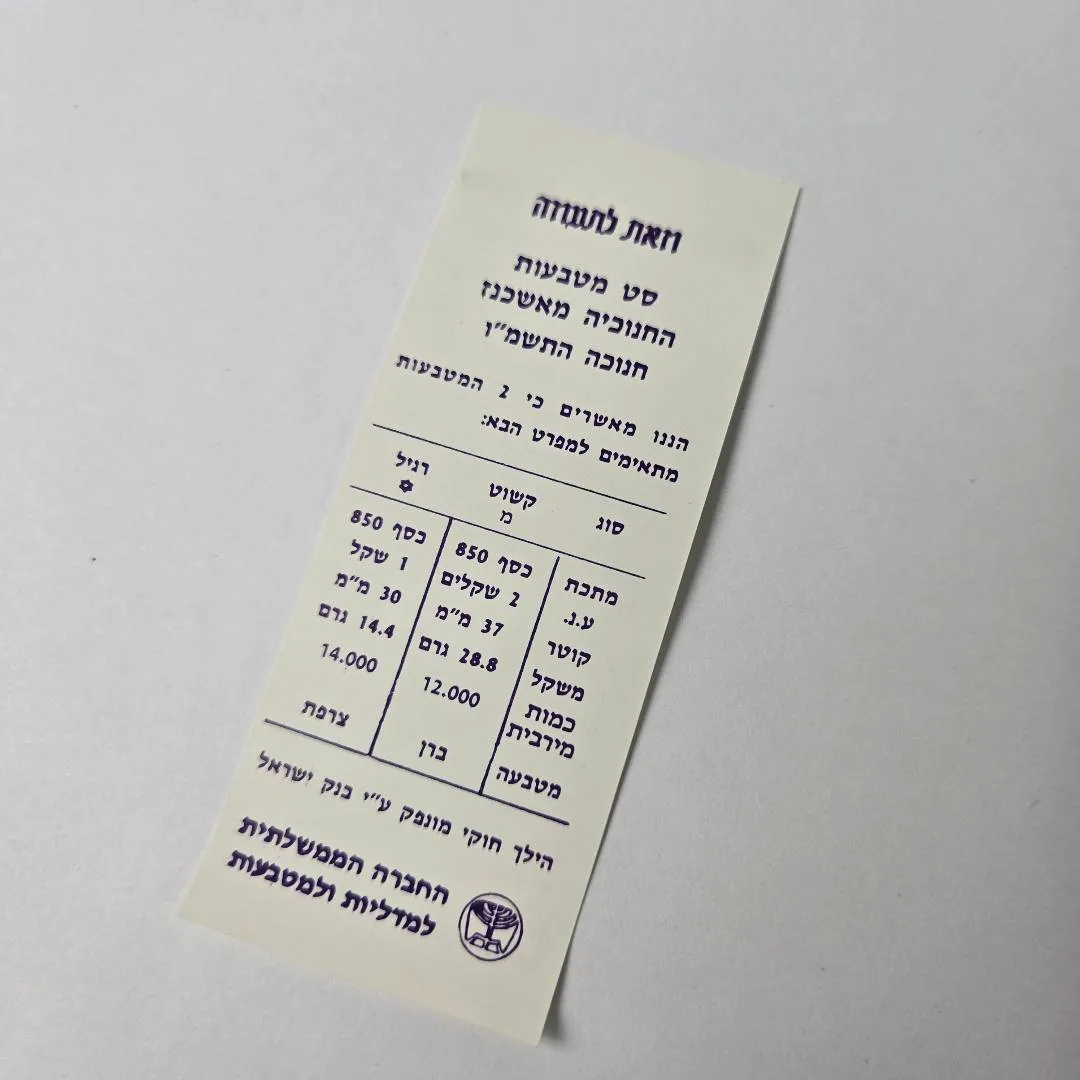 וזאת לתעודה
סט מטבעות
החנוכיה מאשכנז
חנוכה התשמ"ו
הננו מאשרים כי 2 המטבעות
מתאימים למפרט הבא:
סוג קשוט רגיל
מ ✡
מתכת כסף 850 כסף 850
ע.נ. 2 שקלים 1 שקל
קוטר 37 מ"מ 30 מ"מ
משקל 28.8 גרם 14.4 גרם
כמות
מירבית 12.000 14.000
מטבעה ברן צרפת
הילך חוקי מונפק ע"י בנק ישראל
החברה הממשלתית
למדליות ולמטבעות